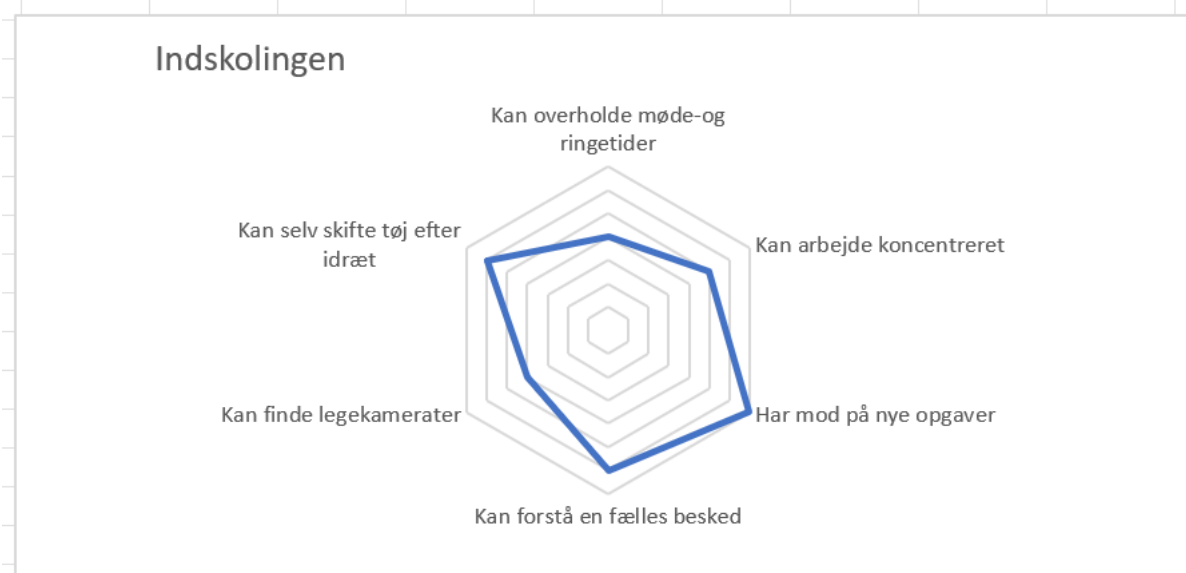 Indskolingen
Kan overholde møde-og
ringetider
Kan arbejde koncentreret
Har mod på nye opgaver
Kan forstå en fælles besked
Kan finde legekamerater
Kan selv skifte tøj efter
idræt